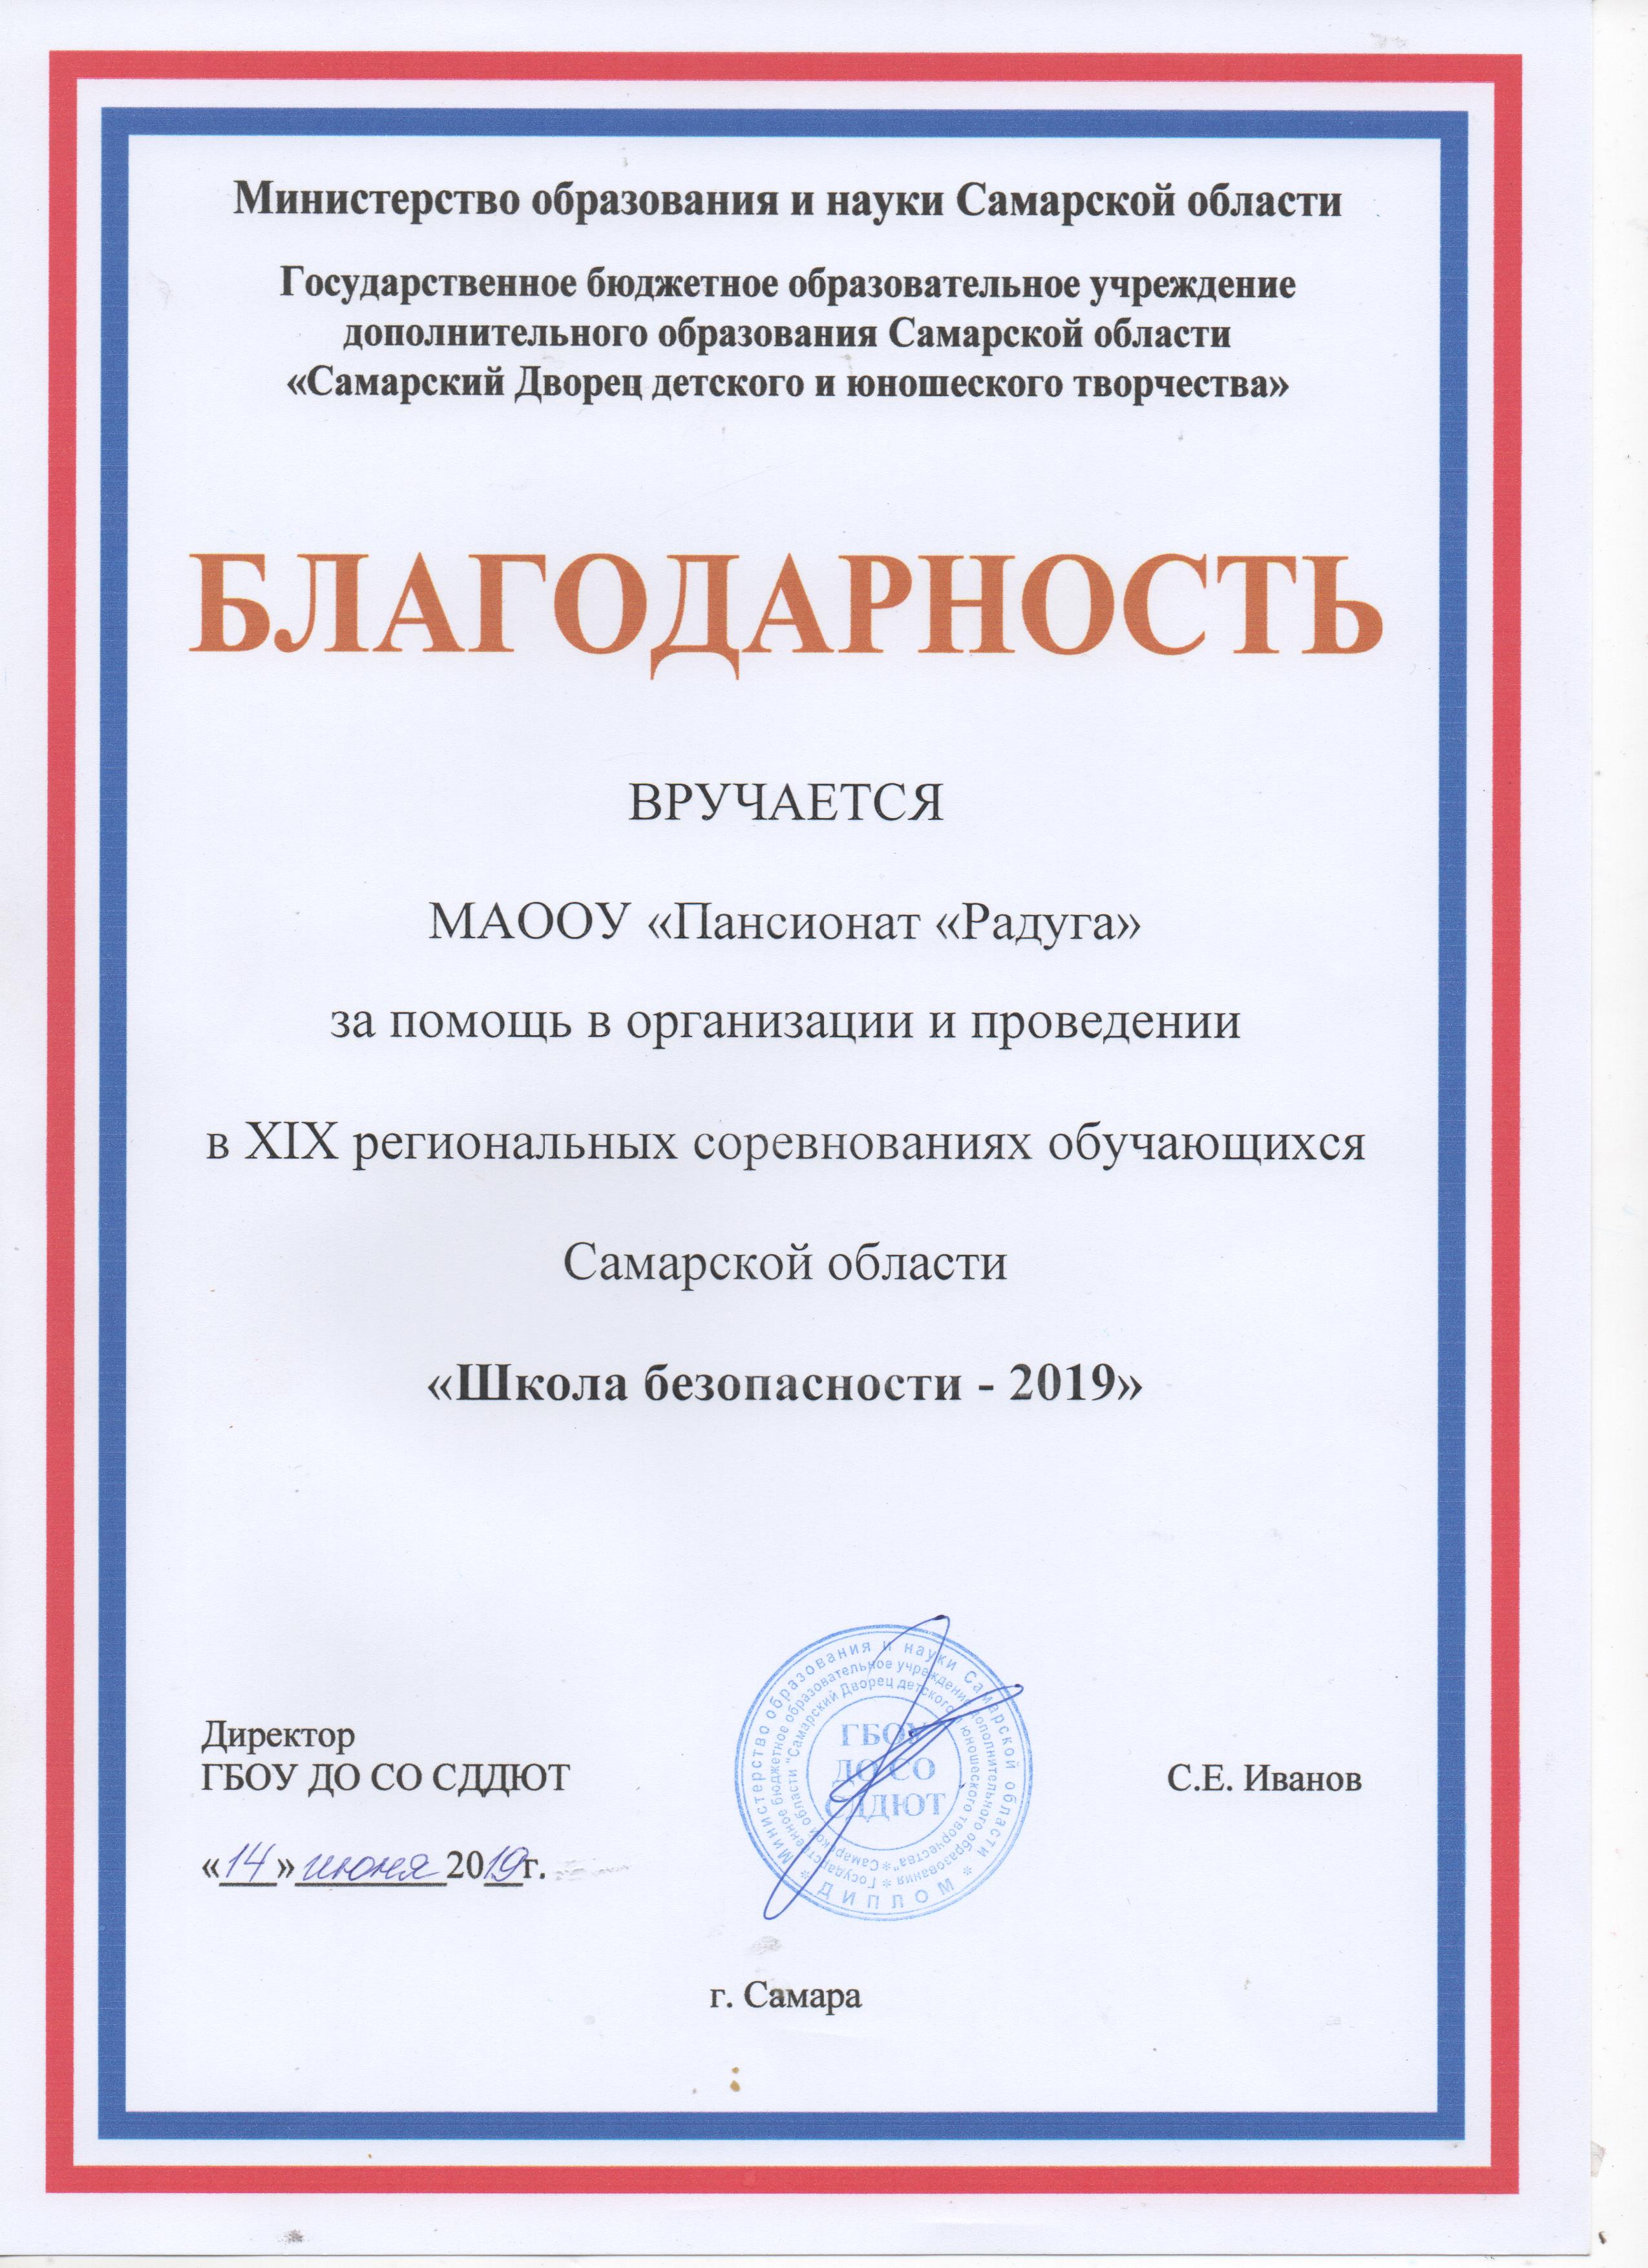 Министерство образования и науки Самарской области
Государственное бюджетное образовательное учреждение
дополнительного образования Самарской области
«Самарский Дворец детского и юношеского творчества»
БЛАГОДАРНОСТЬ
ВРУЧАЕТСЯ
МАООУ «Пансионат «Радуга»
за помощь в организации и проведении
в XIX региональных соревнованиях обучающихся
Самарской области
«Школа безопасности - 2019»
Директор
ГБОУ ДО СО СДДЮТ
С.Е. Иванов
«14» июня 2019г.
Министерство образования и науки Самарской области
* ДИПЛОМ *
Государственное бюджетное образовательное учреждение дополнительного образования *
Самарской области "Самарский Дворец детского и юношеского творчества" *
ГБОУ
ДО СО
СДДЮТ
г. Самара